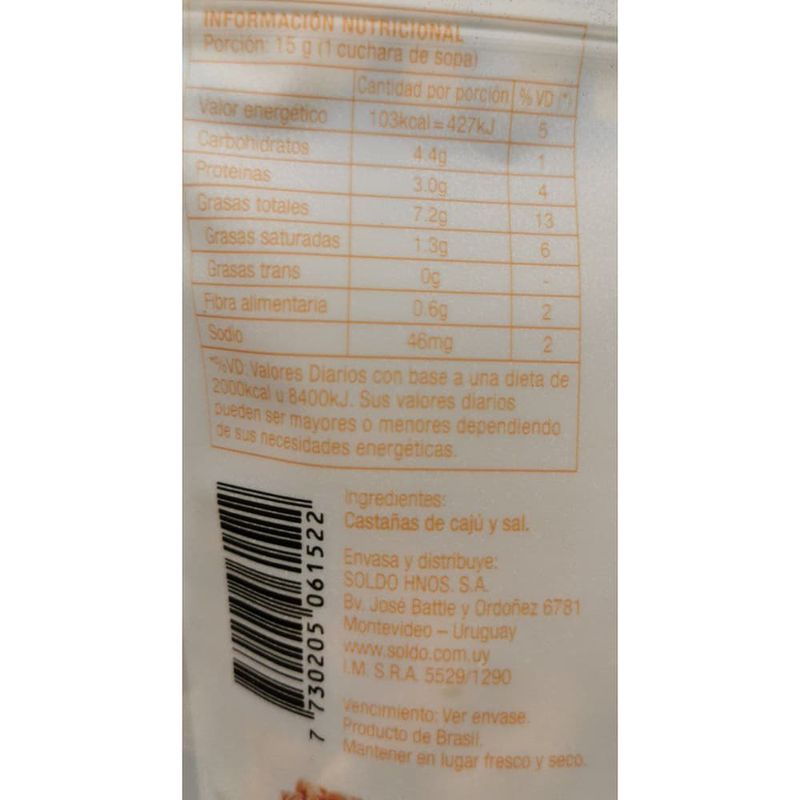 INFORMACIÓN NUTRICIONAL
Porción: 15 g (1 cuchara de sopa)
Cantidad por porción % VD (*)
Valor energético 103kcal = 427kJ 5
Carbohidratos 4.4g 1
Proteínas 3.0g 4
Grasas totales 7.2g 13
Grasas saturadas 1.3g 6
Grasas trans 0g -
Fibra alimentaria 0.6g 2
Sodio 46mg 2
*%VD: Valores Diarios con base a una dieta de
2000kcal u 8400kJ. Sus valores diarios
pueden ser mayores o menores dependiendo
de sus necesidades energéticas.
Ingredientes:
Castañas de cajú y sal.
Envasa y distribuye:
SOLDO HNOS. S.A.
Bv. José Battle y Ordoñez 6781
Montevideo – Uruguay
www.soldo.com.uy
I.M. S.R.A. 5529/1290
Vencimiento: Ver envase.
Producto de Brasil.
Mantener en lugar fresco y seco.
7 730205 061522